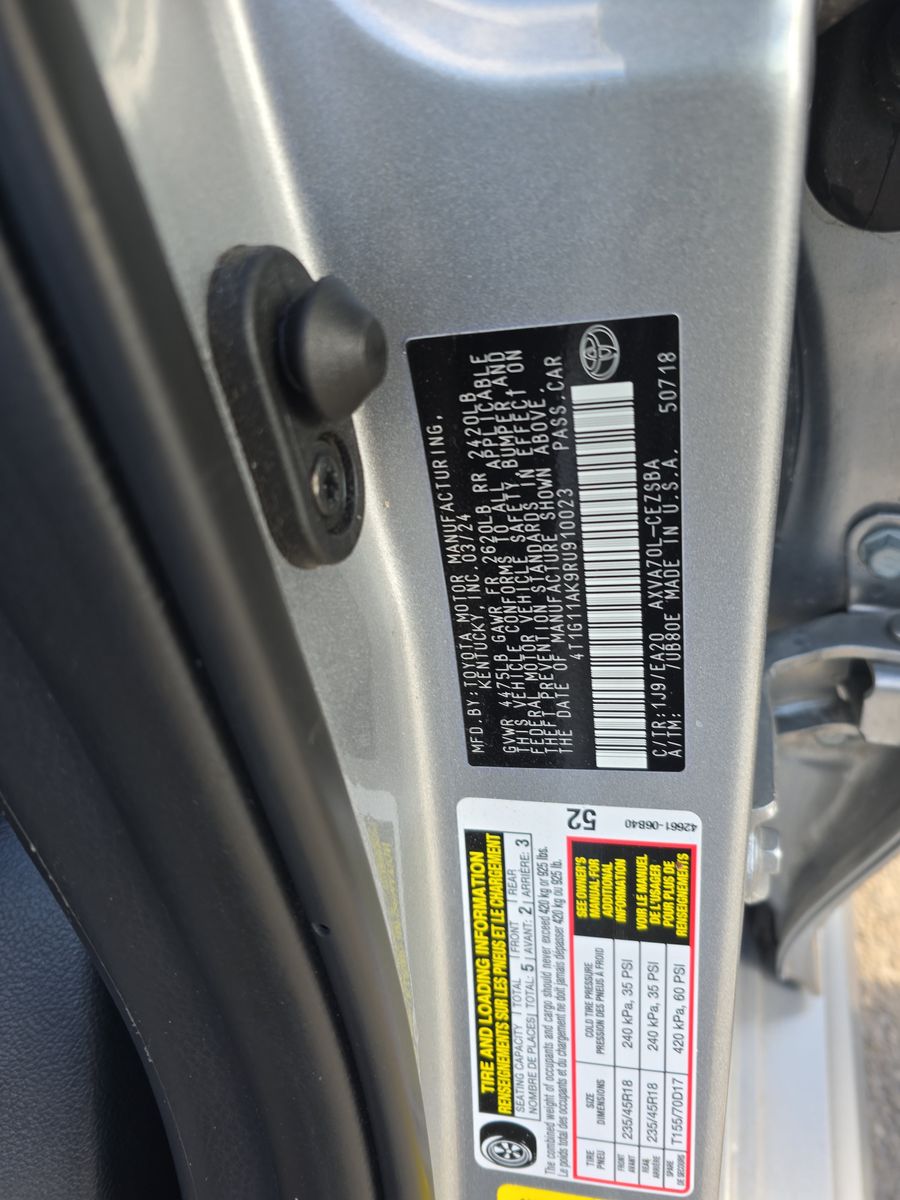 MFD.BY:TOYOTA MOTOR MANUFACTURING,
KENTUCKY, INC. 03/24
GVWR 4475LB GAWR FR 2620LB RR 2420LB
THIS VEHICLE CONFORMS TO ALL APPLICABLE
FEDERAL MOTOR VEHICLE SAFETY, BUMPER, AND
THEFT PREVENTION STANDARDS IN EFFECT ON
THE DATE OF MANUFACTURE SHOWN ABOVE.
4T1G11AK9RU910023 PASS.CAR
C/TR:1J9/EA20 AXVA70L-CEZSBA
A/TM: 7UB80E MADE IN U.S.A. 50718
TIRE AND LOADING INFORMATION
RENSEIGNEMENTS SUR LES PNEUS ET LE CHARGEMENT
SEATING CAPACITY | TOTAL | FRONT | REAR
NOMBRE DE PLACES | TOTAL: 5 | AVANT: 2 | ARRIÈRE: 3
The combined weight of occupants and cargo should never exceed 420 kg or 925 lbs.
Le poids total des occupants et du chargement ne doit jamais dépasser 420 kg ou 925 lb.
52
42661-06B40
TIRE PNEU SIZE DIMENSIONS COLD TIRE PRESSURE PRESSION DES PNEUS À FROID
FRONT AVANT 235/45R18 240 kPa, 35 PSI
REAR ARRIÈRE 235/45R18 240 kPa, 35 PSI
SPARE DE SECOURS T155/70D17 420 kPa, 60 PSI
SEE OWNER'S
MANUAL FOR
ADDITIONAL
INFORMATION
VOIR LE MANUEL
DE L'USAGER
POUR PLUS DE
RENSEIGNEMENTS